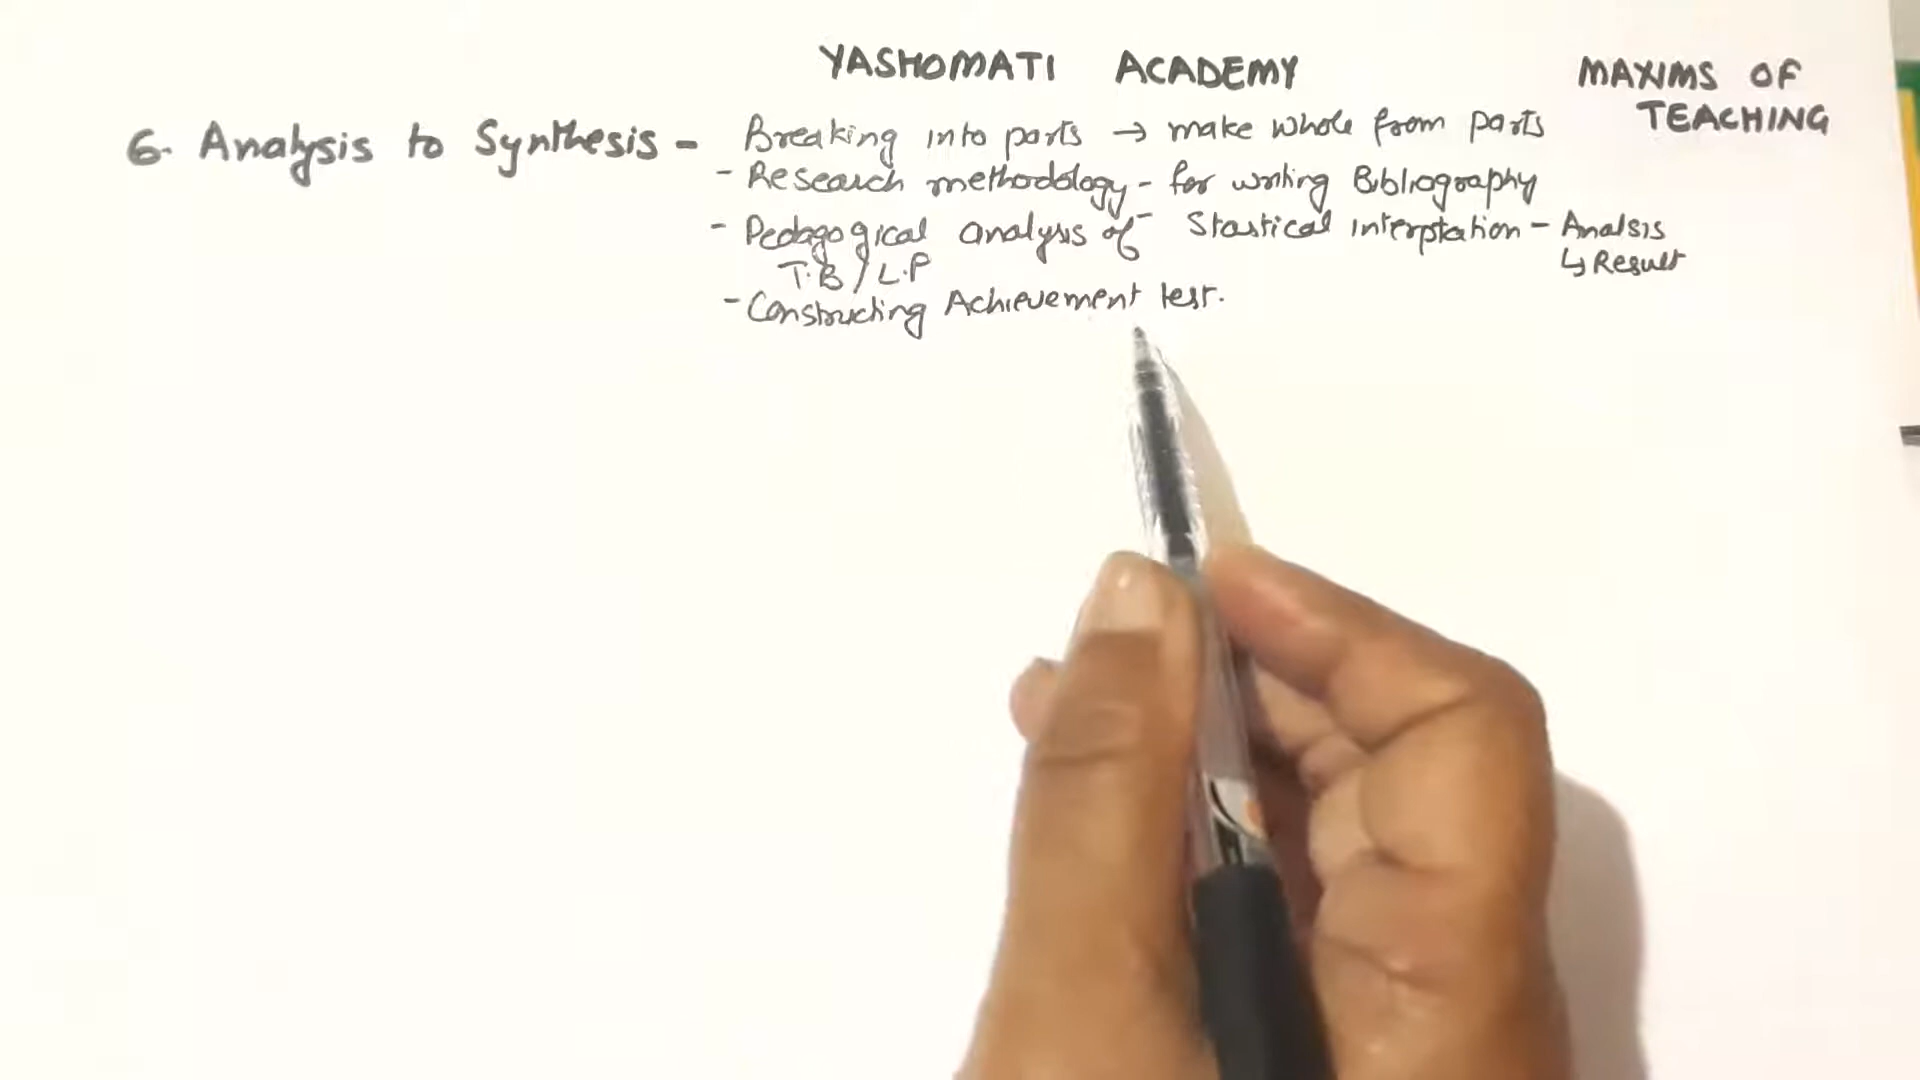 YASHOMATI ACADEMY
MAXIMS OF
TEACHING
6. Analysis to Synthesis - Breaking into parts → make whole from parts
- Research methodology - for writing Bibliography
- Pedagogical analysis of - Stastical Interptation - Analsis
T.B / L.P ↳ Result
- Constructing Achievement test.